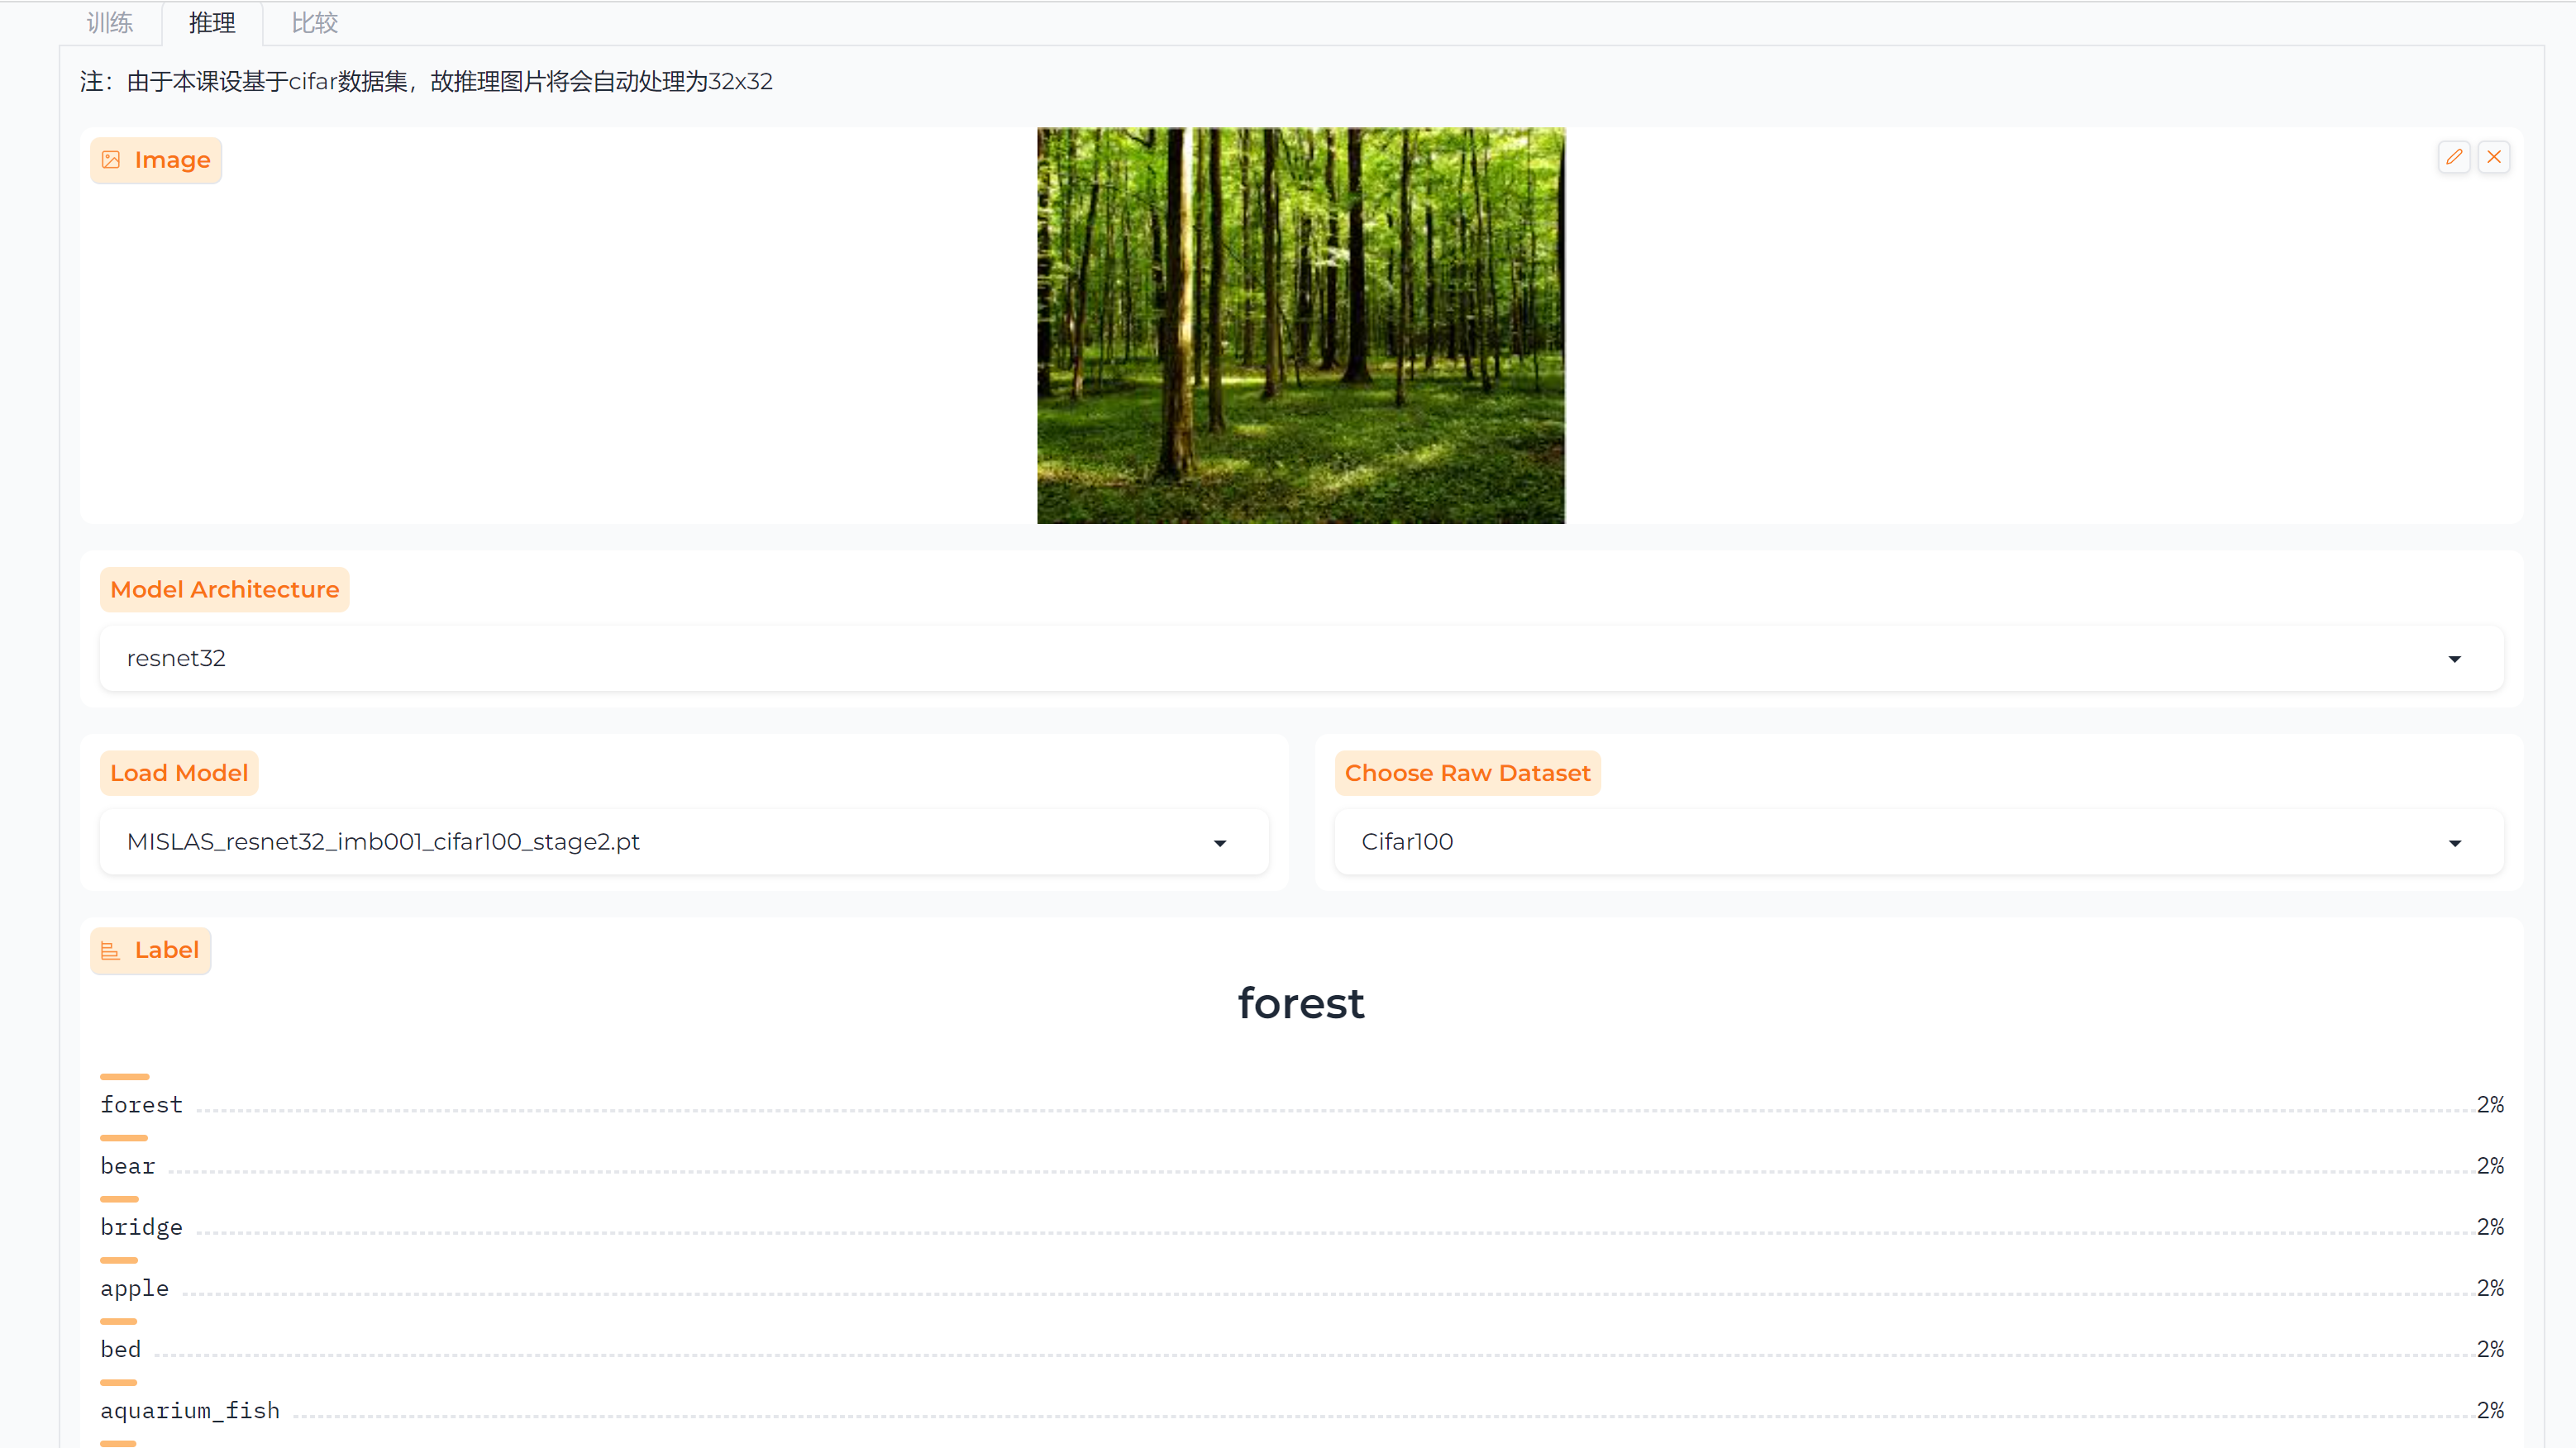 训练 推理 比较
注：由于本课设基于cifar数据集，故推理图片将会自动处理为32x32
Image
Model Architecture
resnet32
Load Model Choose Raw Dataset
MISLAS_resnet32_imb001_cifar100_stage2.pt Cifar100
Label
forest
forest 2%
bear 2%
bridge 2%
apple 2%
bed 2%
aquarium_fish 2%